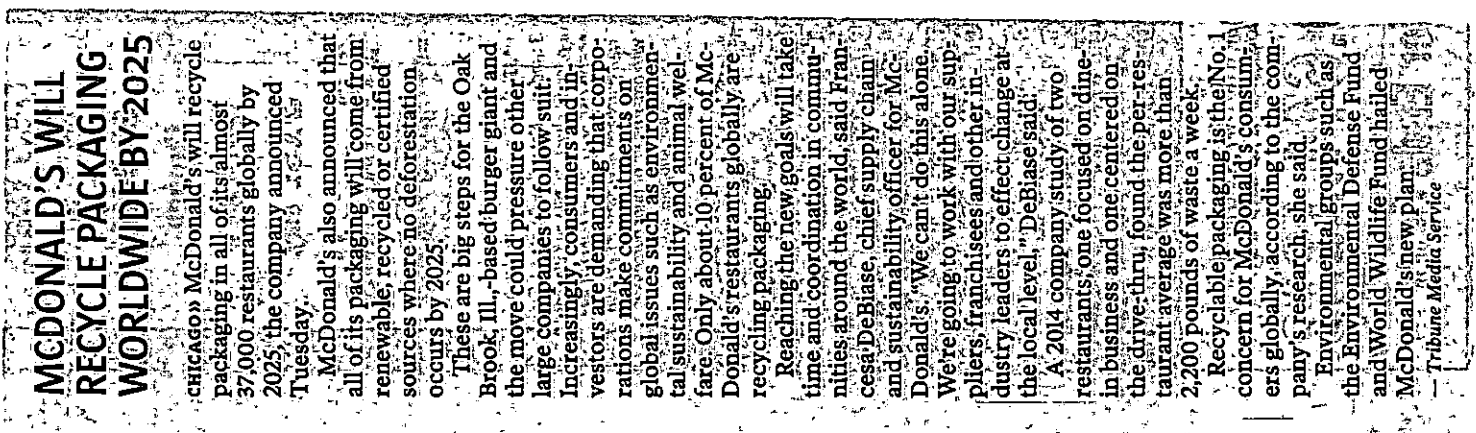 MCDONALD'S WILL
RECYCLE PACKAGING
WORLDWIDE BY 2025
CHICAGO» McDonald's will recycle
packaging in all of its almost
37,000 restaurants globally by
2025, the company announced
Tuesday.
McDonald's also announced that
all of its packaging will come from
renewable, recycled or certified
sources where no deforestation
occurs by 2025.
These are big steps for the Oak
Brook, Ill.,-based burger giant and
the move could pressure other
large companies to follow suit.
Increasingly, consumers and in-
vestors are demanding that corpo-
rations make commitments on
global issues such as environmen-
tal sustainability and animal wel-
fare. Only about 10 percent of Mc-
Donald's restaurants globally are
recycling packaging.
Reaching the new goals will take
time and coordination in commu-
nities around the world, said Fran-
cesa DeBiase, chief supply chain
and sustainability officer for Mc-
Donald's. "We can't do this alone.
We're going to work with our sup-
pliers, franchisees and other in-
dustry leaders to effect change at
the local level," DeBiase said.
A 2014 company study of two
restaurants, one focused on dine-
in business and one centered on
the drive-thru, found the per-res-
taurant average was more than
2,200 pounds of waste a week.
Recyclable packaging is the No. 1
concern for McDonald's consum-
ers globally, according to the com-
pany's research, she said.
Environmental groups such as
the Environmental Defense Fund
and World Wildlife Fund hailed
McDonald's new plan.
— Tribune Media Service